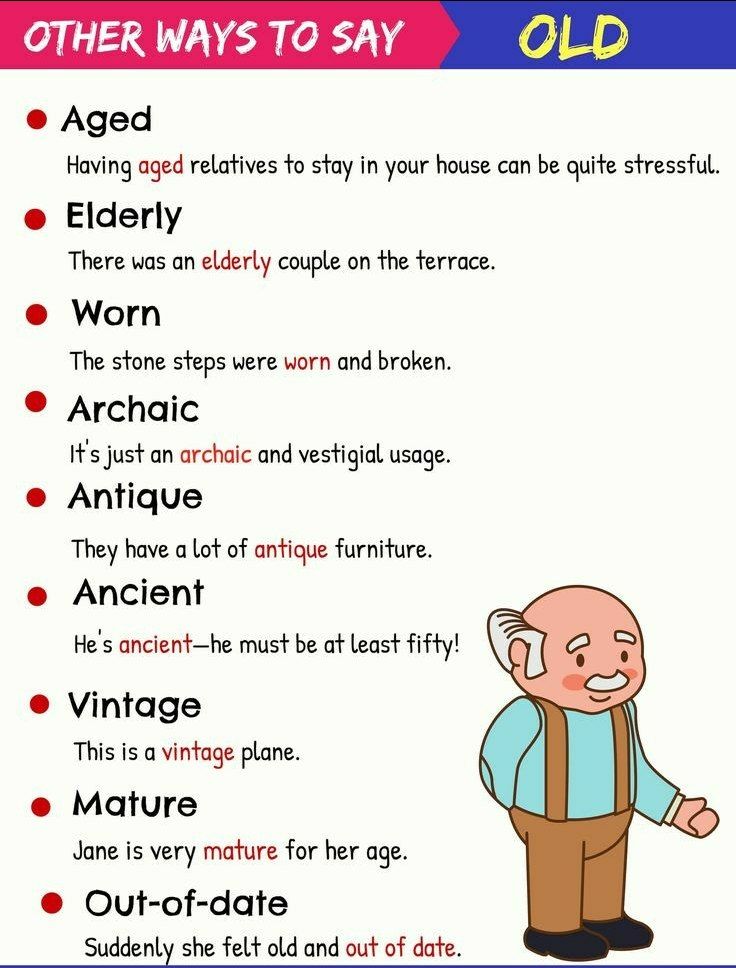 OTHER WAYS TO SAY OLD
Aged
Having aged relatives to stay in your house can be quite stressful.
Elderly
There was an elderly couple on the terrace.
Worn
The stone steps were worn and broken.
Archaic
It's just an archaic and vestigial usage.
Antique
They have a lot of antique furniture.
Ancient
He's ancient—he must be at least fifty!
Vintage
This is a vintage plane.
Mature
Jane is very mature for her age.
Out-of-date
Suddenly she felt old and out of date.